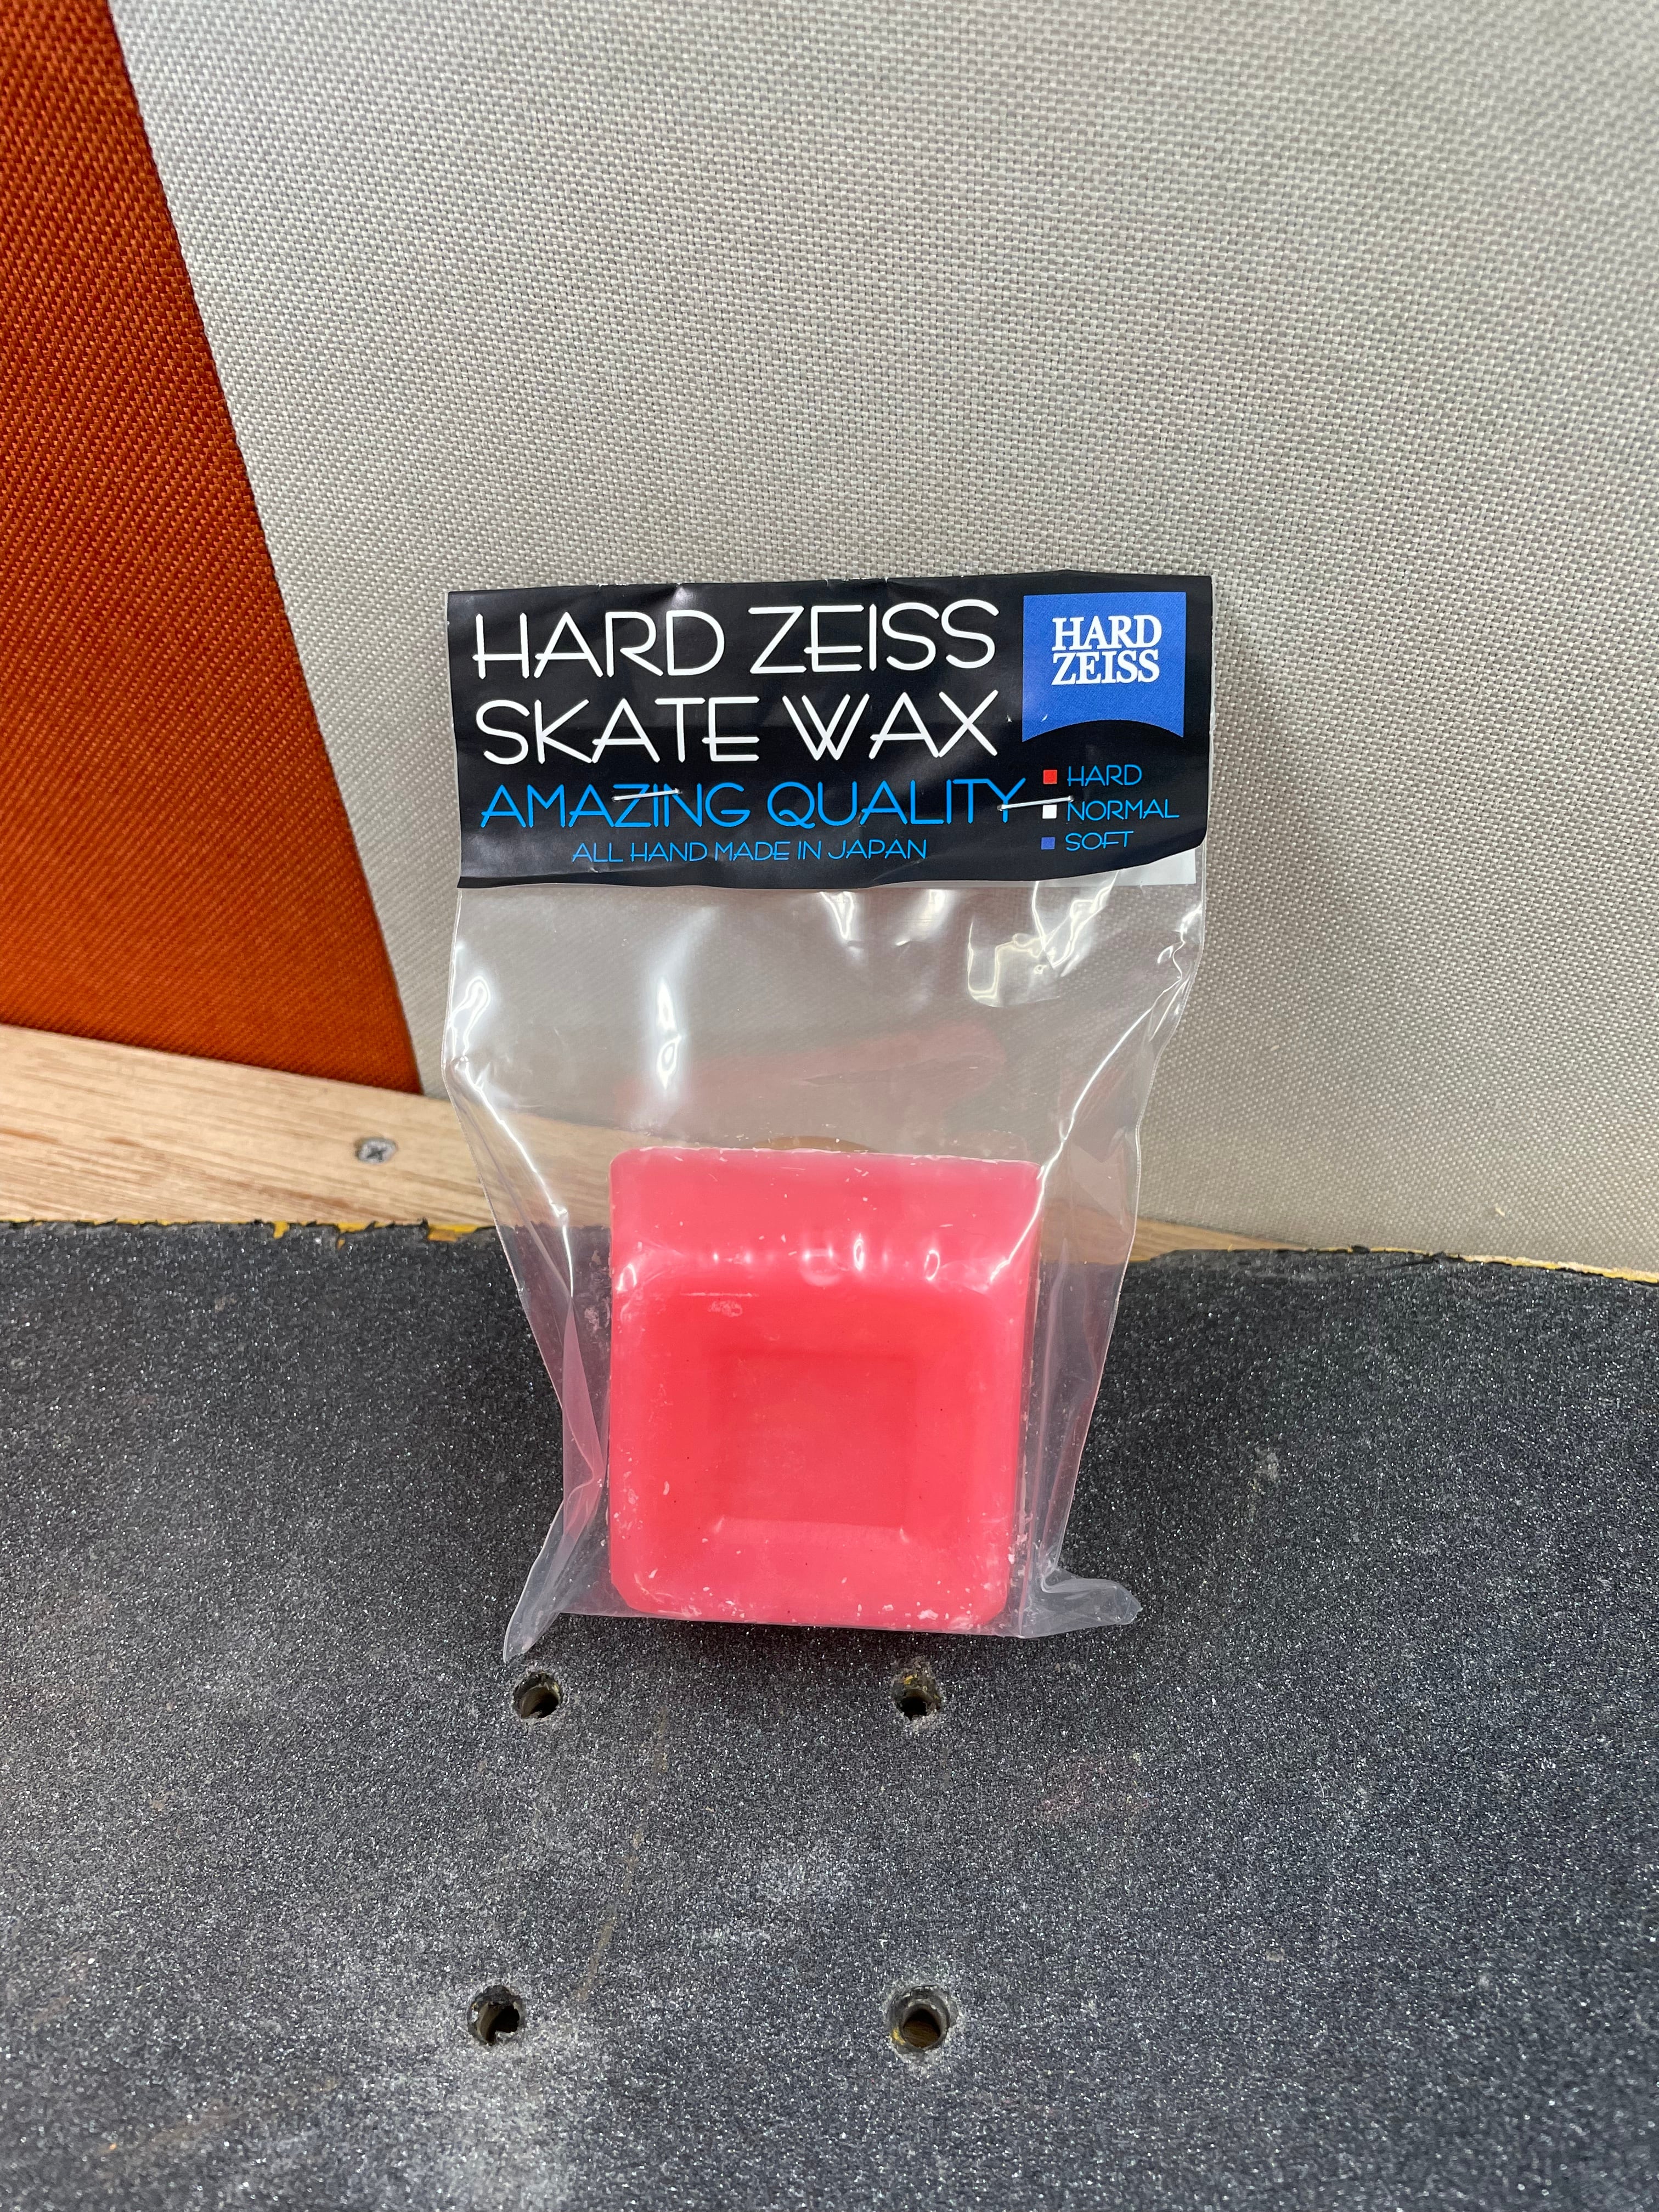 HARD ZEISS
SKATE WAX
AMAZING QUALITY
ALL HAND MADE IN JAPAN
HARD
ZEISS
HARD
NORMAL
SOFT